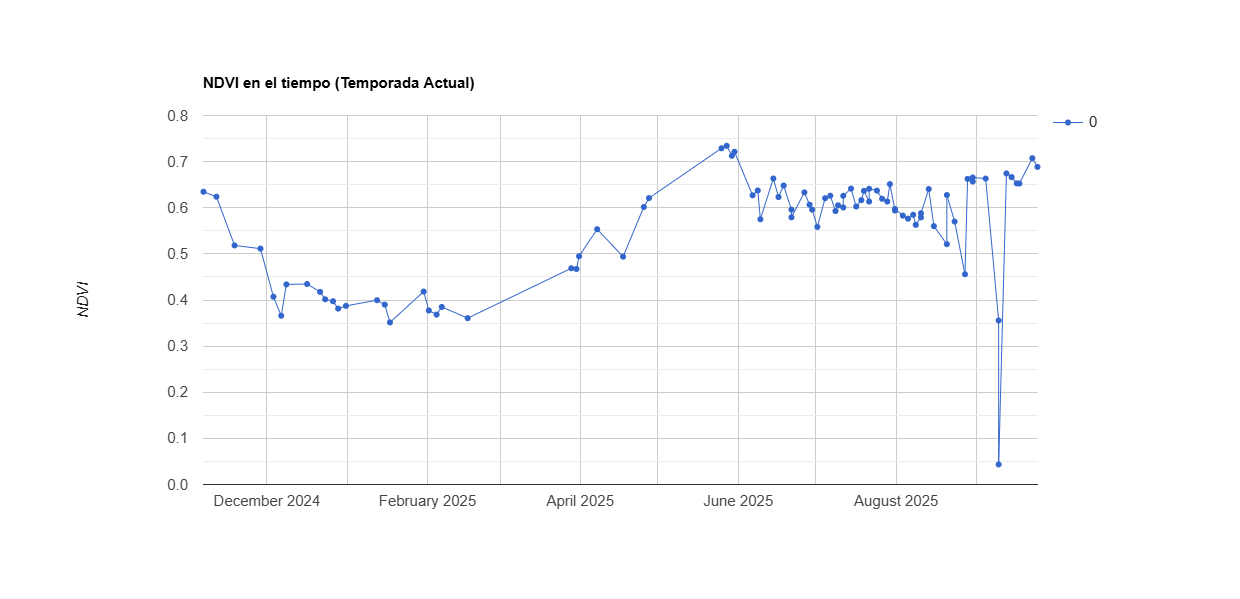 NDVI en el tiempo (Temporada Actual)
0.8
0.7
0.6
0.5
0.4
0.3
0.2
0.1
0.0
NDVI
December 2024
February 2025
April 2025
June 2025
August 2025
0